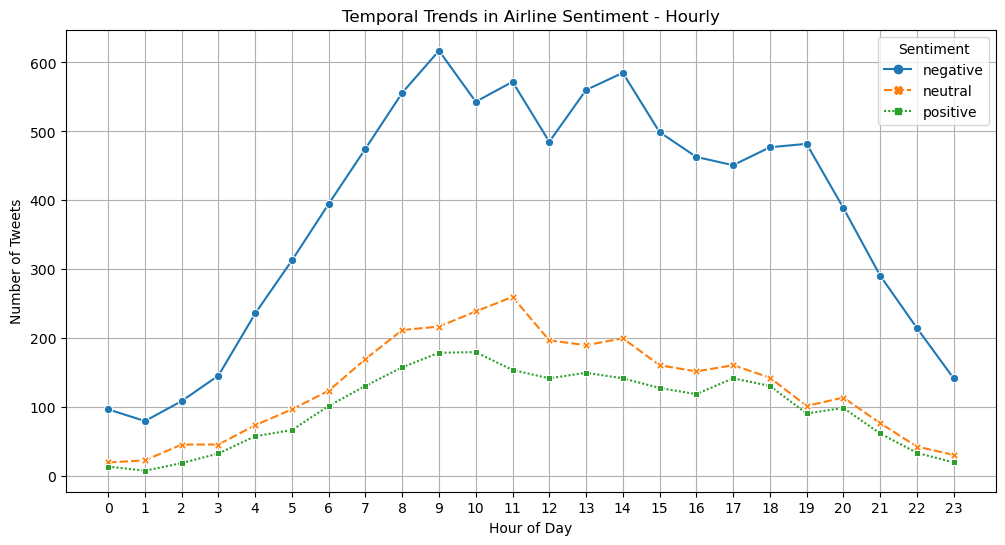 Temporal Trends in Airline Sentiment - Hourly
Sentiment
negative
neutral
positive
Number of Tweets
600
500
400
300
200
100
0
0 1 2 3 4 5 6 7 8 9 10 11 12 13 14 15 16 17 18 19 20 21 22 23
Hour of Day